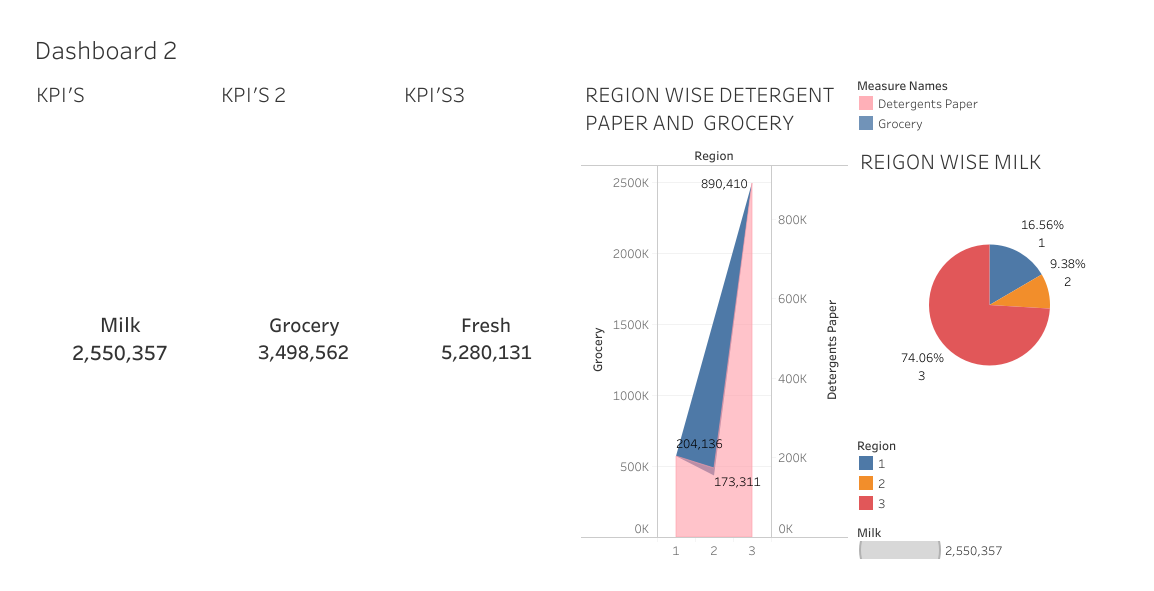 Dashboard 2
KPI'S
KPI'S 2
KPI'S3
Milk
2,550,357
Grocery
3,498,562
Fresh
5,280,131
REGION WISE DETERGENT
PAPER AND  GROCERY
Region
2500K
2000K
1500K
1000K
500K
0K
Grocery
890,410
204,136
173,311
800K
600K
400K
200K
0K
Detergents Paper
1
2
3
Measure Names
Detergents Paper
Grocery
REIGON WISE MILK
16.56%
1
9.38%
2
74.06%
3
Region
1
2
3
Milk
2,550,357